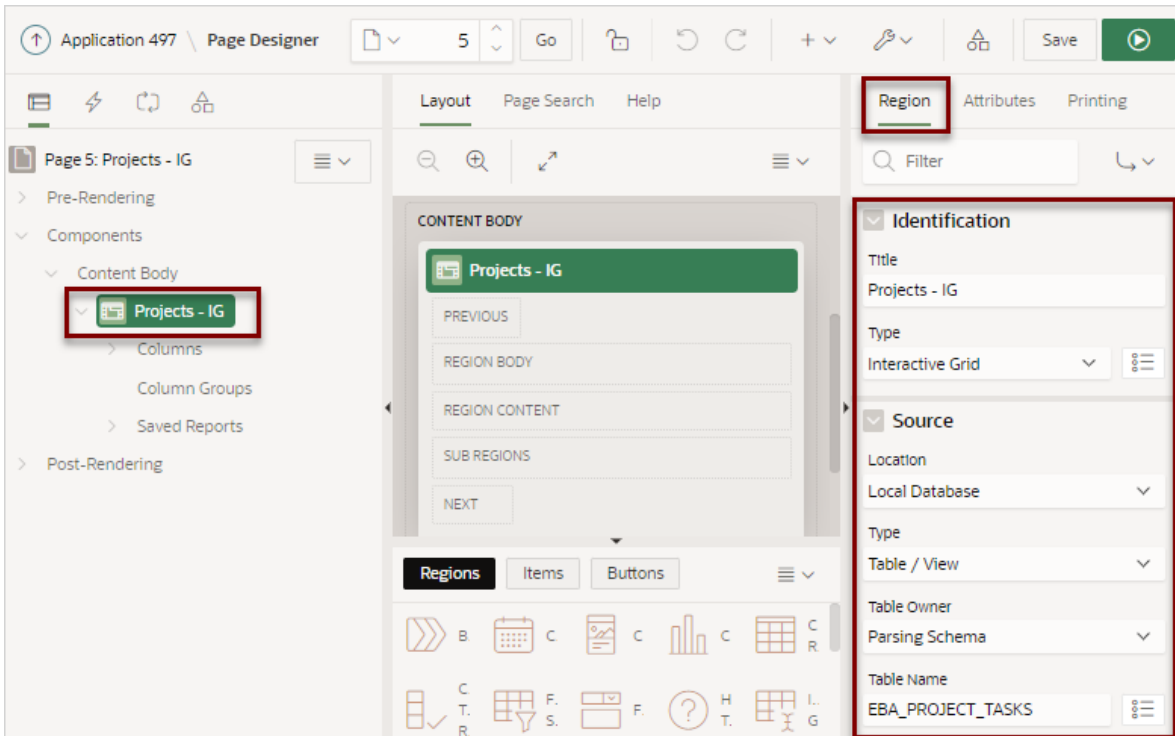 Application 497 \ Page Designer 5 Go Save
Layout Page Search Help
Region Attributes Printing
Page 5: Projects - IG
Filter
Pre-Rendering
Components
Content Body
Projects - IG
Columns
Column Groups
Saved Reports
Post-Rendering
CONTENT BODY
Projects - IG
PREVIOUS
REGION BODY
REGION CONTENT
SUB REGIONS
NEXT
Regions Items Buttons
B C C C C
R
C F. F. H I..
T. S. T. G
R
Identification
Title
Projects - IG
Type
Interactive Grid
Source
Location
Local Database
Type
Table / View
Table Owner
Parsing Schema
Table Name
EBA_PROJECT_TASKS